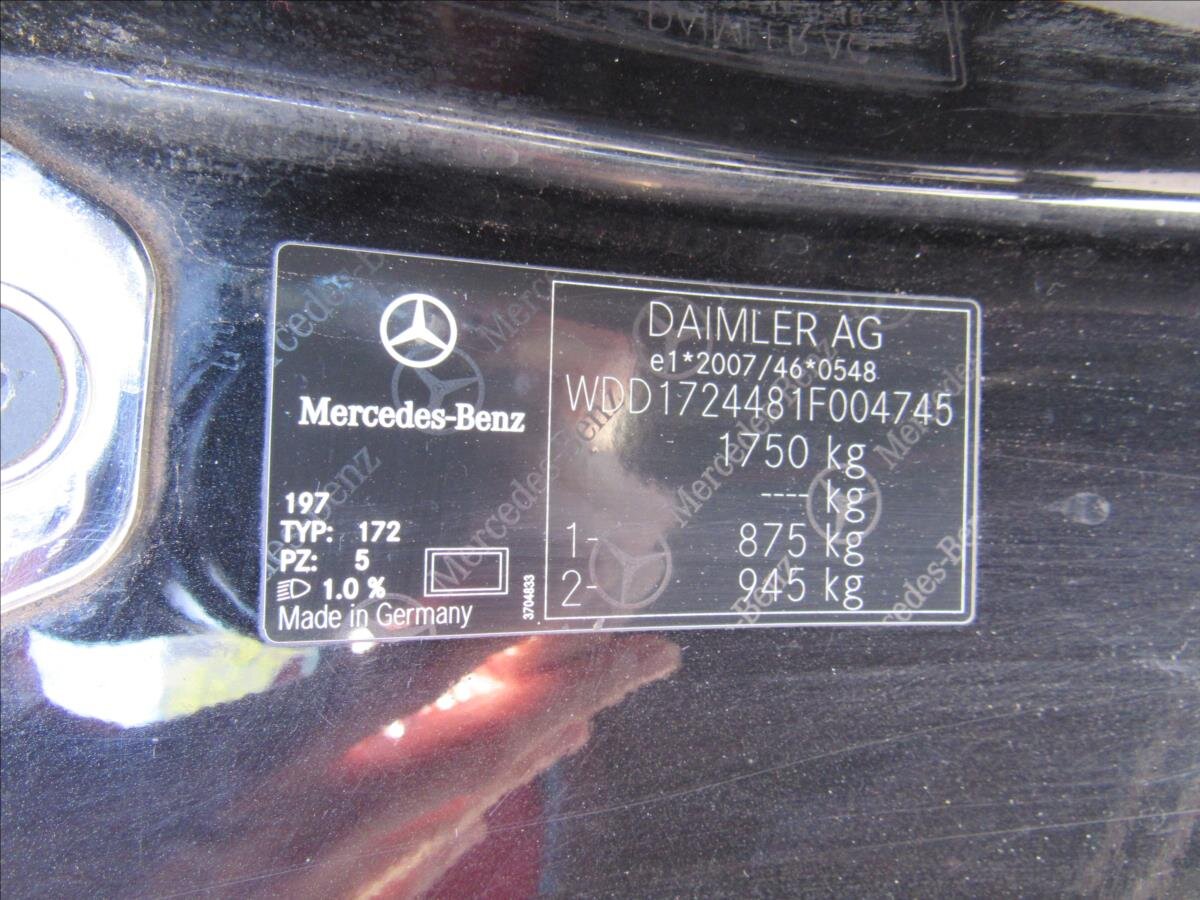 Mercedes-Benz
197
TYP: 172
PZ: 5
1.0 %
Made in Germany
3704833
DAIMLER AG
e1*2007/46*0548
WDD1724481F004745
1750 kg
---- kg
1- 875 kg
2- 945 kg